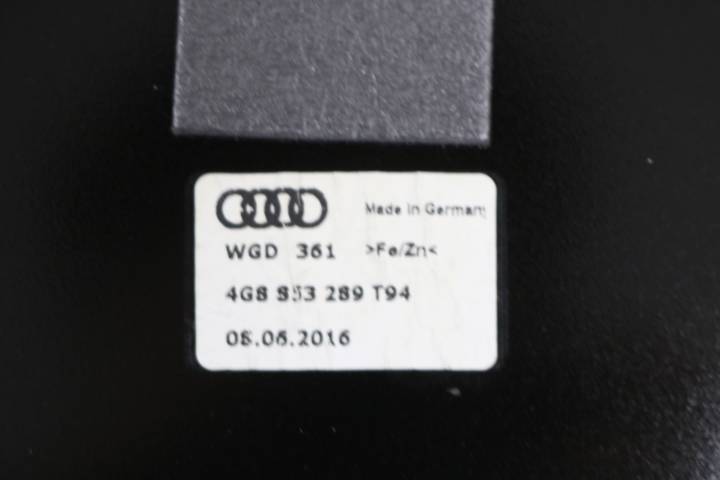 Made in Germany
WGD 361 >Fe/Zn<
4G8 853 289 T94
08.06.2016